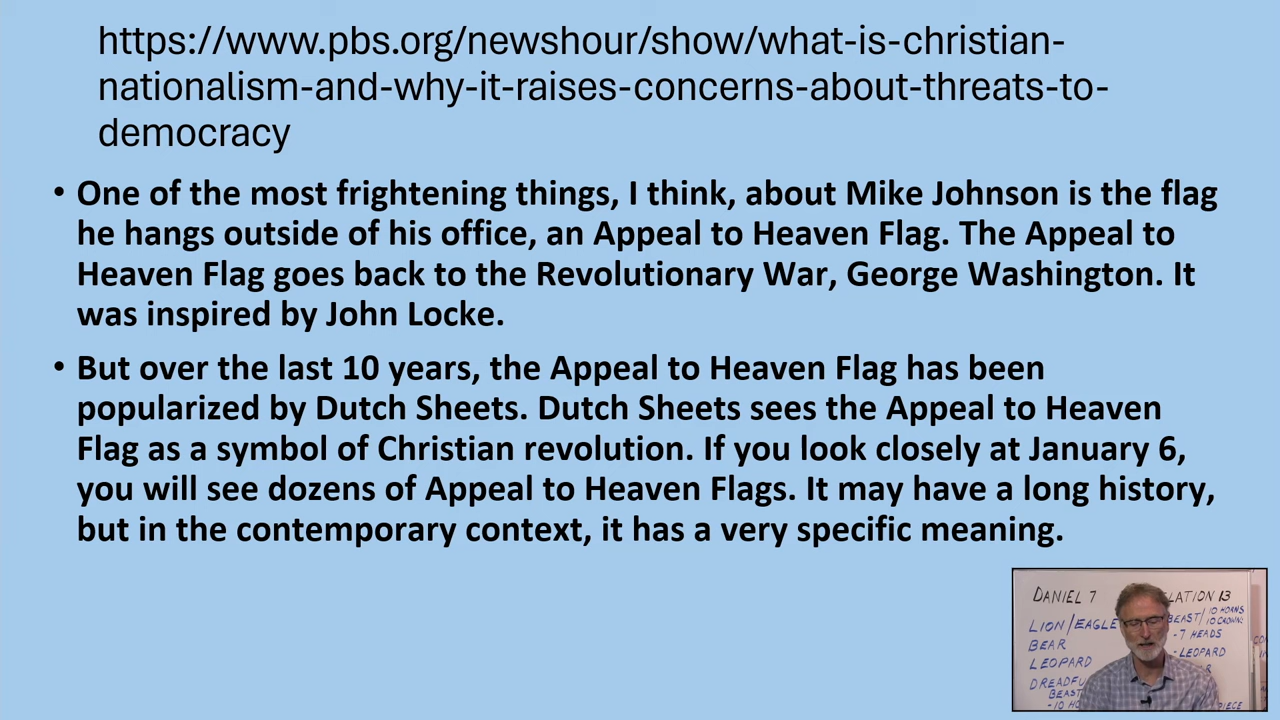 https://www.pbs.org/newshour/show/what-is-christian-
nationalism-and-why-it-raises-concerns-about-threats-to-
democracy
• One of the most frightening things, I think, about Mike Johnson is the flag
he hangs outside of his office, an Appeal to Heaven Flag. The Appeal to
Heaven Flag goes back to the Revolutionary War, George Washington. It
was inspired by John Locke.
• But over the last 10 years, the Appeal to Heaven Flag has been
popularized by Dutch Sheets. Dutch Sheets sees the Appeal to Heaven
Flag as a symbol of Christian revolution. If you look closely at January 6,
you will see dozens of Appeal to Heaven Flags. It may have a long history,
but in the contemporary context, it has a very specific meaning.
DANIEL 7
LION/EAGLE
BEAR
LEOPARD
DREADFU
BEAST
-10 HO
ELATION 13
BEAST/10 HORNS
10 CROWNS
-7 HEADS
-LEOPARD